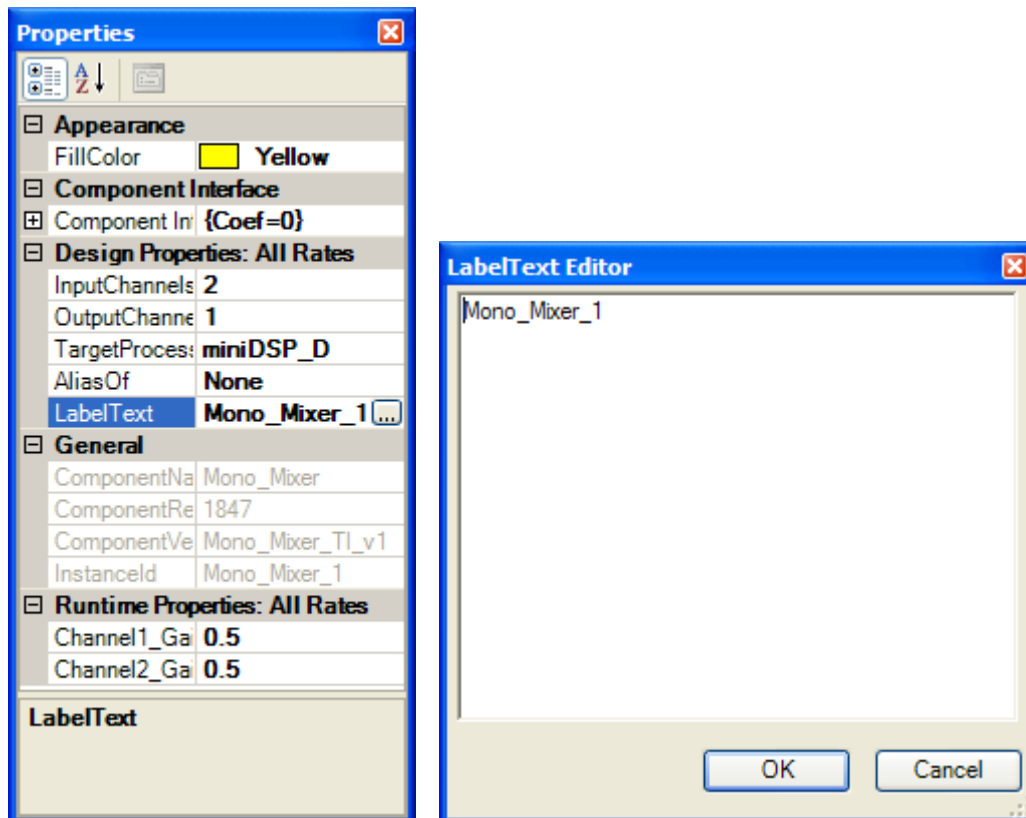 Properties
A
Z
Appearance
FillColor Yellow
Component Interface
Component In {Coef=0}
Design Properties: All Rates
InputChannels 2
OutputChanne 1
TargetProcess miniDSP_D
AliasOf None
LabelText Mono_Mixer_1 ...
General
ComponentNa Mono_Mixer
ComponentRe 1847
ComponentVe Mono_Mixer_TI_v1
InstanceId Mono_Mixer_1
Runtime Properties: All Rates
Channel1_Gai 0.5
Channel2_Gai 0.5
LabelText
LabelText Editor
Mono_Mixer_1
OK Cancel